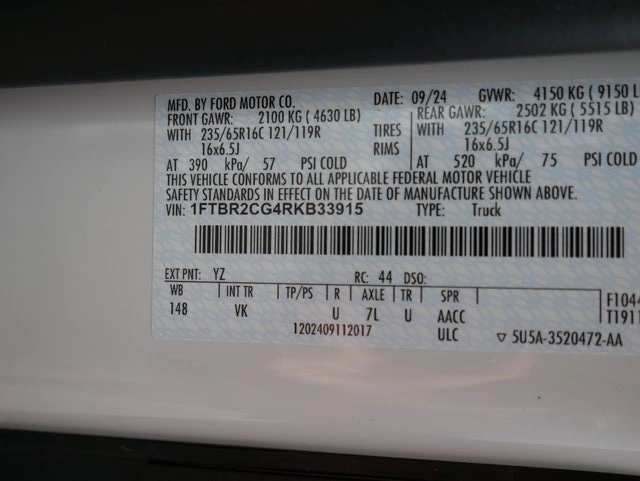 MFD. BY FORD MOTOR CO. DATE: 09/24 GVWR: 4150 KG ( 9150 L
FRONT GAWR: 2100 KG ( 4630 LB) REAR GAWR: 2502 KG ( 5515 LB)
WITH 235/65R16C 121/119R TIRES WITH 235/65R16C 121/119R
16x6.5J RIMS 16x6.5J
AT 390 kPa/ 57 PSI COLD AT 520 kPa/ 75 PSI COLD
THIS VEHICLE CONFORMS TO ALL APPLICABLE FEDERAL MOTOR VEHICLE
SAFETY STANDARDS IN EFFECT ON THE DATE OF MANUFACTURE SHOWN ABOVE.
VIN: 1FTBR2CG4RKB33915 TYPE: Truck
EXT PNT: YZ RC: 44 DSO:
WB INT TR TP/PS R AXLE TR SPR F1044
148 VK U 7L U AACC T1911
1202409112017 ULC ▽ 5U5A-3520472-AA